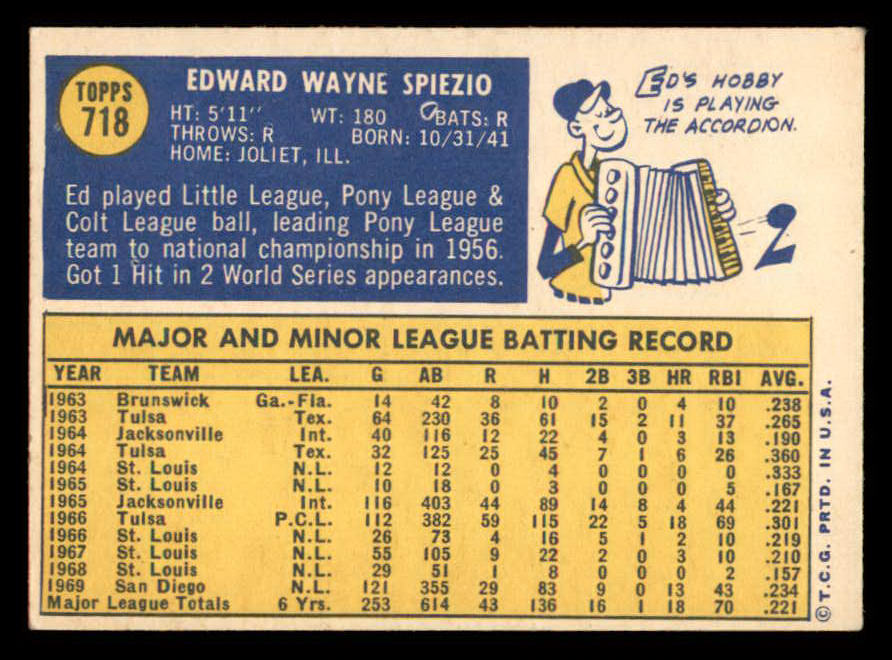 TOPPS
718
EDWARD WAYNE SPIEZIO
HT: 5'11" WT: 180 BATS: R
THROWS: R BORN: 10/31/41
HOME: JOLIET, ILL.
Ed played Little League, Pony League &
Colt League ball, leading Pony League
team to national championship in 1956.
Got 1 Hit in 2 World Series appearances.
ED'S HOBBY
IS PLAYING
THE ACCORDION.
MAJOR AND MINOR LEAGUE BATTING RECORD
YEAR TEAM LEA. G AB R H 2B 3B HR RBI AVG.
1963 Brunswick Ga.-Fla. 14 42 8 10 2 0 4 10 .238
1963 Tulsa Tex. 64 230 36 61 15 2 11 37 .265
1964 Jacksonville Int. 40 116 12 22 4 0 3 13 .190
1964 Tulsa Tex. 32 125 25 45 7 1 6 26 .360
1964 St. Louis N.L. 12 12 0 4 0 0 0 0 .333
1965 St. Louis N.L. 10 18 0 3 0 0 0 5 .167
1965 Jacksonville Int. 116 403 44 89 14 8 4 44 .221
1966 Tulsa P.C.L. 112 382 59 115 22 5 18 69 .301
1966 St. Louis N.L. 26 73 4 16 5 1 2 10 .219
1967 St. Louis N.L. 55 105 9 22 2 0 3 10 .210
1968 St. Louis N.L. 29 51 1 8 0 0 0 2 .157
1969 San Diego N.L. 121 355 29 83 9 0 13 43 .234
Major League Totals 6 Yrs. 253 614 43 136 16 1 18 70 .221
© T.C.G. PRTD. IN U.S.A.